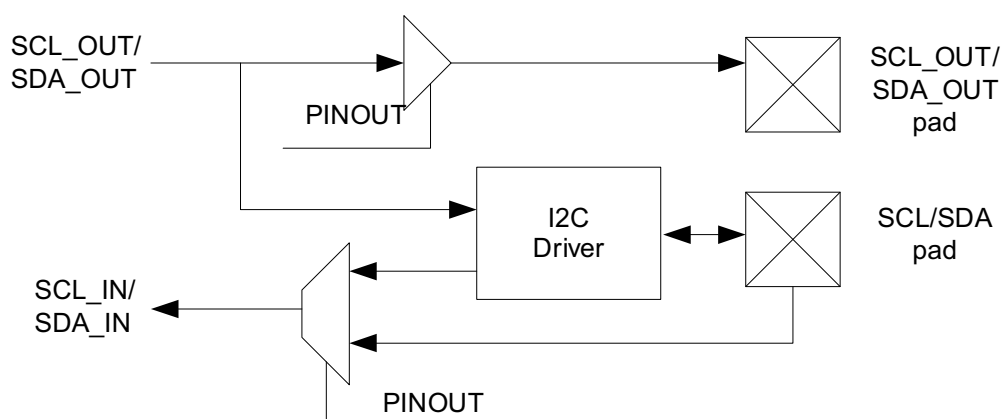 SCL_OUT/
SDA_OUT
PINOUT
SCL_OUT/
SDA_OUT
pad
I2C
Driver
SCL/SDA
pad
SCL_IN/
SDA_IN
PINOUT